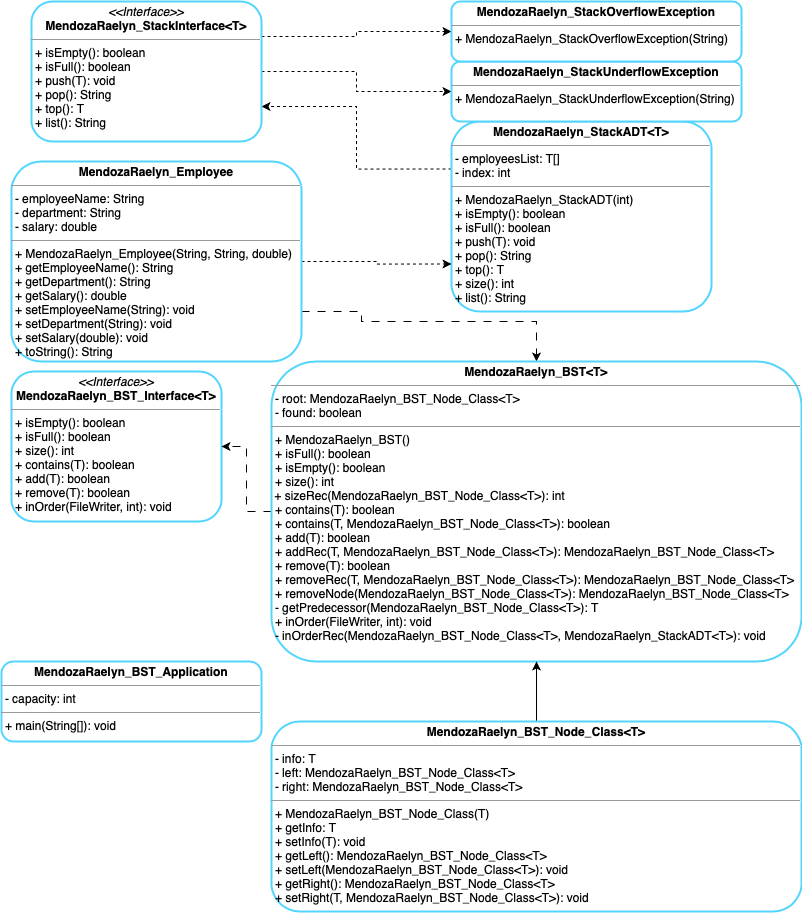 <<Interface>>
MendozaRaelyn_StackInterface<T>
+ isEmpty(): boolean
+ isFull(): boolean
+ push(T): void
+ pop(): String
+ top(): T
+ list(): String
MendozaRaelyn_StackOverflowException
+ MendozaRaelyn_StackOverflowException(String)
MendozaRaelyn_StackUnderflowException
+ MendozaRaelyn_StackUnderflowException(String)
MendozaRaelyn_StackADT<T>
- employeesList: T[]
- index: int
+ MendozaRaelyn_StackADT(int)
+ isEmpty(): boolean
+ isFull(): boolean
+ push(T): void
+ pop(): String
+ top(): T
+ size(): int
+ list(): String
MendozaRaelyn_Employee
- employeeName: String
- department: String
- salary: double
+ MendozaRaelyn_Employee(String, String, double)
+ getEmployeeName(): String
+ getDepartment(): String
+ getSalary(): double
+ setEmployeeName(String): void
+ setDepartment(String): void
+ setSalary(double): void
+ toString(): String
<<Interface>>
MendozaRaelyn_BST_Interface<T>
+ isEmpty(): boolean
+ isFull(): boolean
+ size(): int
+ contains(T): boolean
+ add(T): boolean
+ remove(T): boolean
+ inOrder(FileWriter, int): void
MendozaRaelyn_BST<T>
- root: MendozaRaelyn_BST_Node_Class<T>
- found: boolean
+ MendozaRaelyn_BST()
+ isFull(): boolean
+ isEmpty(): boolean
+ size(): int
+ sizeRec(MendozaRaelyn_BST_Node_Class<T>): int
+ contains(T): boolean
+ contains(T, MendozaRaelyn_BST_Node_Class<T>): boolean
+ add(T): boolean
+ addRec(T, MendozaRaelyn_BST_Node_Class<T>): MendozaRaelyn_BST_Node_Class<T>
+ remove(T): boolean
+ removeRec(T, MendozaRaelyn_BST_Node_Class<T>): MendozaRaelyn_BST_Node_Class<T>
+ removeNode(MendozaRaelyn_BST_Node_Class<T>): MendozaRaelyn_BST_Node_Class<T>
- getPredecessor(MendozaRaelyn_BST_Node_Class<T>): T
+ inOrder(FileWriter, int): void
- inOrderRec(MendozaRaelyn_BST_Node_Class<T>, MendozaRaelyn_StackADT<T>): void
MendozaRaelyn_BST_Application
- capacity: int
+ main(String[]): void
MendozaRaelyn_BST_Node_Class<T>
- info: T
- left: MendozaRaelyn_BST_Node_Class<T>
- right: MendozaRaelyn_BST_Node_Class<T>
+ MendozaRaelyn_BST_Node_Class(T)
+ getInfo: T
+ setInfo(T): void
+ getLeft(): MendozaRaelyn_BST_Node_Class<T>
+ setLeft(MendozaRaelyn_BST_Node_Class<T>): void
+ getRight(): MendozaRaelyn_BST_Node_Class<T>
+ setRight(T, MendozaRaelyn_BST_Node_Class<T>): void